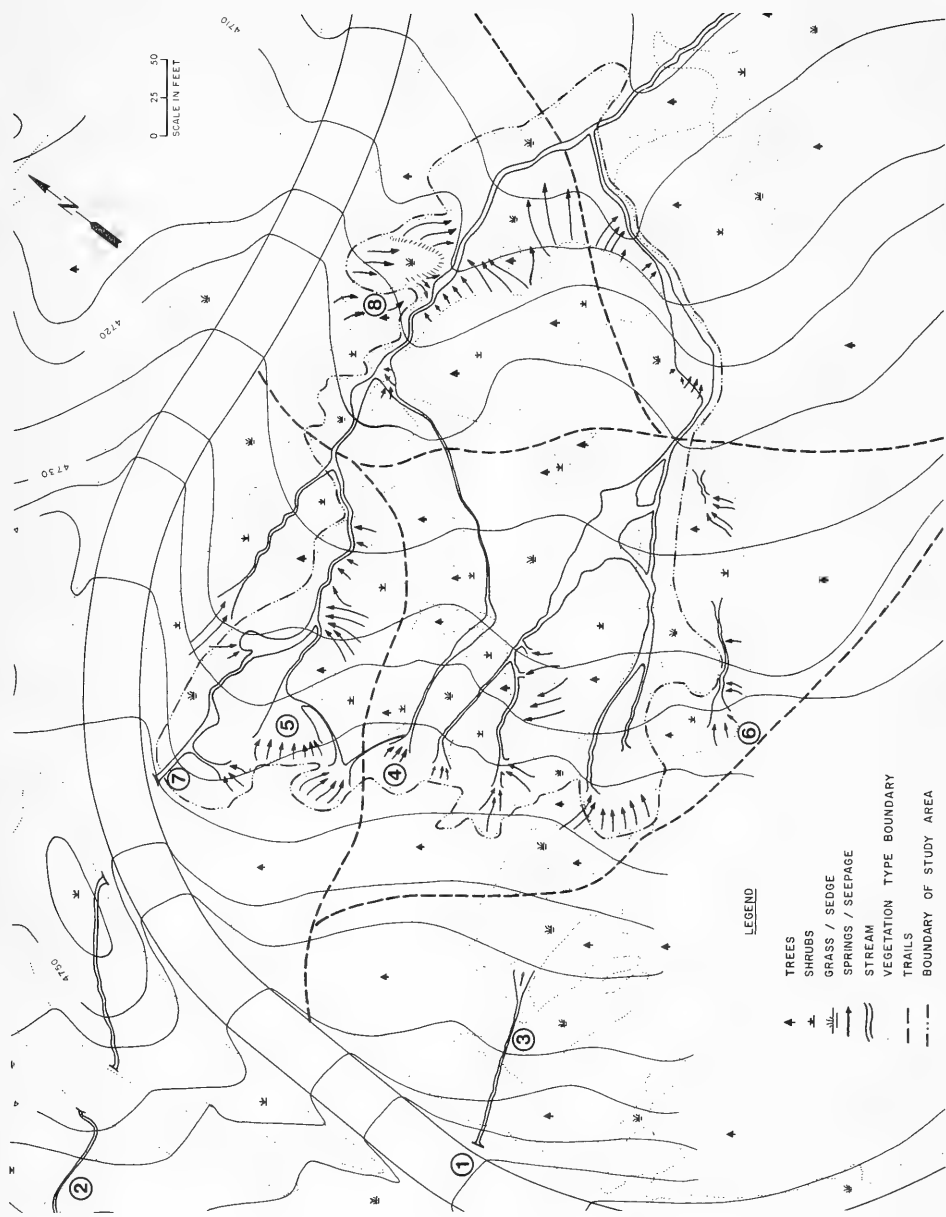 4710
0 25 50
SCALE IN FEET
N
4720
4730
4750
8
7
5
4
6
3
1
2
LEGEND
TREES
SHRUBS
GRASS / SEDGE
SPRINGS / SEEPAGE
STREAM
VEGETATION TYPE BOUNDARY
TRAILS
BOUNDARY OF STUDY AREA